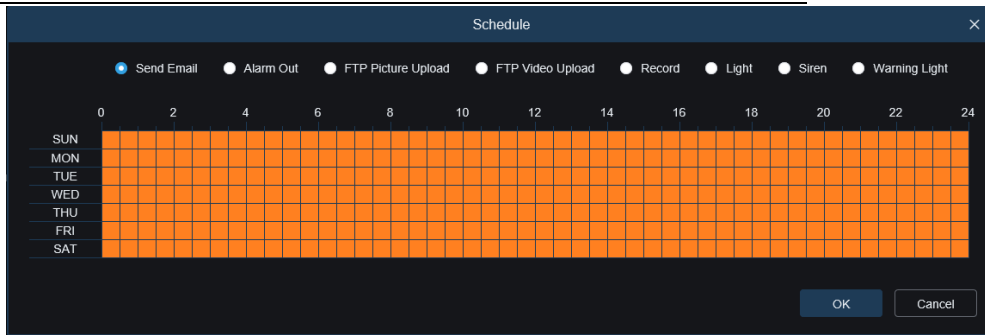 Schedule
Send Email Alarm Out FTP Picture Upload FTP Video Upload Record Light Siren Warning Light
0 2 4 6 8 10 12 14 16 18 20 22 24
SUN
MON
TUE
WED
THU
FRI
SAT
OK Cancel